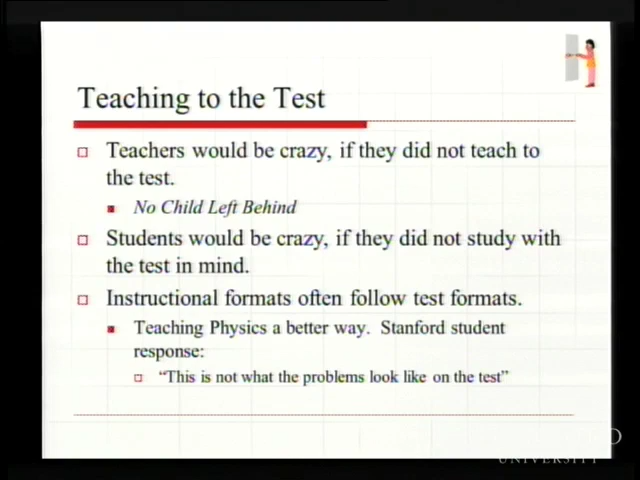 Teaching to the Test
Teachers would be crazy, if they did not teach to
the test.
No Child Left Behind
Students would be crazy, if they did not study with
the test in mind.
Instructional formats often follow test formats.
Teaching Physics a better way. Stanford student
response:
"This is not what the problems look like on the test"
UNIVERSITY